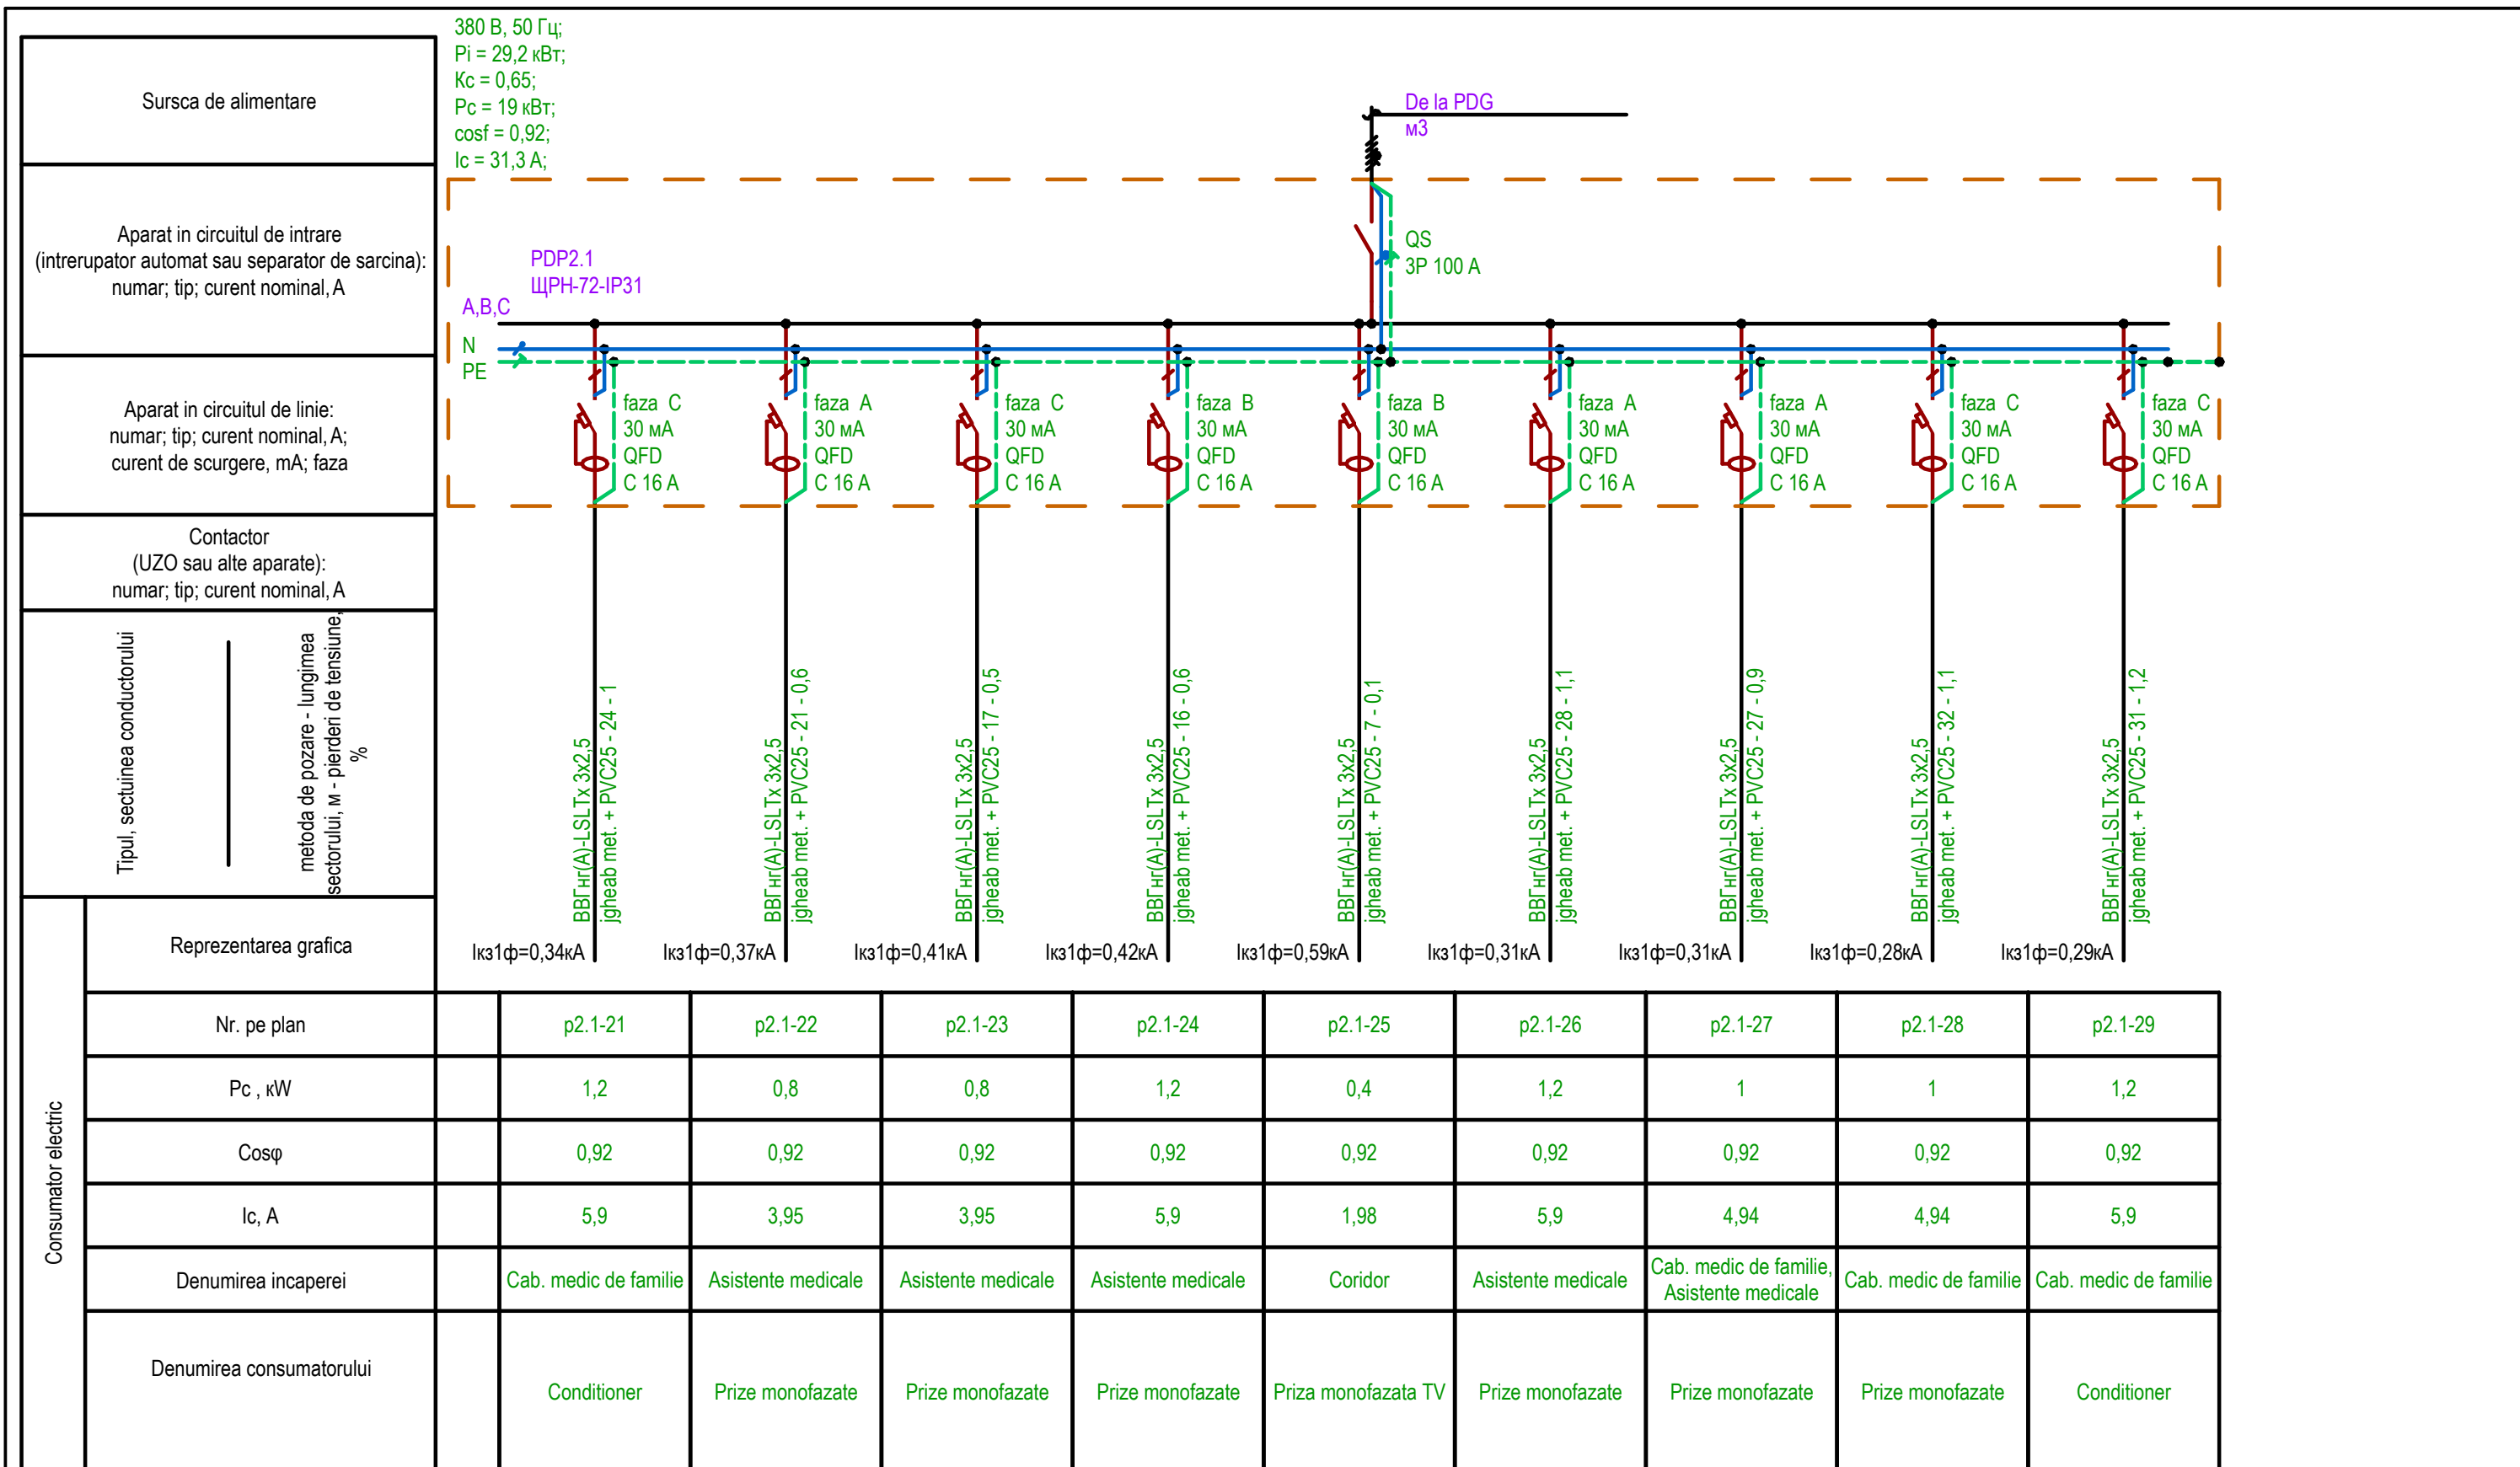 380 В, 50 Гц;
Pi = 29,2 кВт;
Кс = 0,65;
Рс = 19 кВт;
cosf = 0,92;
Ic = 31,3 А;
Sursca de alimentare
De la PDG
м3
Aparat in circuitul de intrare
(intrerupator automat sau separator de sarcina):
numar; tip; curent nominal, A
PDP2.1
ЩРН-72-IP31
QS
3P 100 A
A,B,C
N
PE
Aparat in circuitul de linie:
numar; tip; curent nominal, A;
curent de scurgere, mA; faza
faza C
30 мА
QFD
C 16 A
faza A
30 мА
QFD
C 16 A
faza C
30 мА
QFD
C 16 A
faza B
30 мА
QFD
C 16 A
faza B
30 мА
QFD
C 16 A
faza A
30 мА
QFD
C 16 A
faza A
30 мА
QFD
C 16 A
faza C
30 мА
QFD
C 16 A
faza C
30 мА
QFD
C 16 A
Contactor
(UZO sau alte aparate):
numar; tip; curent nominal, A
Tipul, sectuinea conductorului
metoda de pozare - lungimea
sectorului, м - pierderi de tensiune,
%
ВВГнг(А)-LSLTx 3x2,5
jgheab met. + PVC25 - 24 - 1
ВВГнг(А)-LSLTx 3x2,5
jgheab met. + PVC25 - 21 - 0,6
ВВГнг(А)-LSLTx 3x2,5
jgheab met. + PVC25 - 17 - 0,5
ВВГнг(А)-LSLTx 3x2,5
jgheab met. + PVC25 - 16 - 0,6
ВВГнг(А)-LSLTx 3x2,5
jgheab met. + PVC25 - 7 - 0,1
ВВГнг(А)-LSLTx 3x2,5
jgheab met. + PVC25 - 28 - 1,1
ВВГнг(А)-LSLTx 3x2,5
jgheab met. + PVC25 - 27 - 0,9
ВВГнг(А)-LSLTx 3x2,5
jgheab met. + PVC25 - 32 - 1,1
ВВГнг(А)-LSLTx 3x2,5
jgheab met. + PVC25 - 31 - 1,2
Consumator electric
Reprezentarea grafica
Iкз1ф=0,34кА
Iкз1ф=0,37кА
Iкз1ф=0,41кА
Iкз1ф=0,42кА
Iкз1ф=0,59кА
Iкз1ф=0,31кА
Iкз1ф=0,31кА
Iкз1ф=0,28кА
Iкз1ф=0,29кА
Nr. pe plan
p2.1-21
p2.1-22
p2.1-23
p2.1-24
p2.1-25
p2.1-26
p2.1-27
p2.1-28
p2.1-29
Pc , кW
1,2
0,8
0,8
1,2
0,4
1,2
1
1
1,2
Cosφ
0,92
0,92
0,92
0,92
0,92
0,92
0,92
0,92
0,92
Ic, A
5,9
3,95
3,95
5,9
1,98
5,9
4,94
4,94
5,9
Denumirea incaperei
Cab. medic de familie
Asistente medicale
Asistente medicale
Asistente medicale
Coridor
Asistente medicale
Cab. medic de familie,
Asistente medicale
Cab. medic de familie
Cab. medic de familie
Denumirea consumatorului
Conditioner
Prize monofazate
Prize monofazate
Prize monofazate
Priza monofazata TV
Prize monofazate
Prize monofazate
Prize monofazate
Conditioner